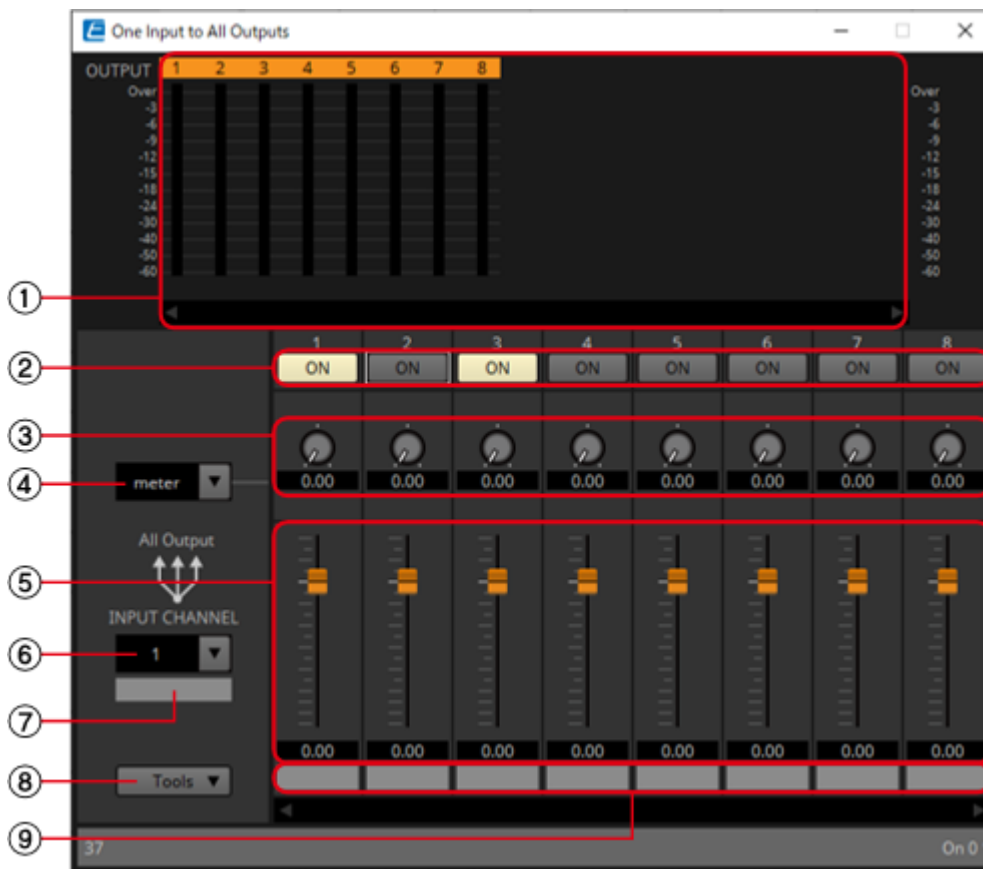 One Input to All Outputs
OUTPUT 1 2 3 4 5 6 7 8
Over Over
-3 -3
-6 -6
-9 -9
-12 -12
-15 -15
-18 -18
-24 -24
-30 -30
-40 -40
-50 -50
-60 -60
①
1 2 3 4 5 6 7 8
② ON ON ON ON ON ON ON ON
③
0.00 0.00 0.00 0.00 0.00 0.00 0.00 0.00
④ meter
All Output
⑤
INPUT CHANNEL
⑥ 1
⑦
0.00 0.00 0.00 0.00 0.00 0.00 0.00 0.00
⑧ Tools
⑨
37 On 0